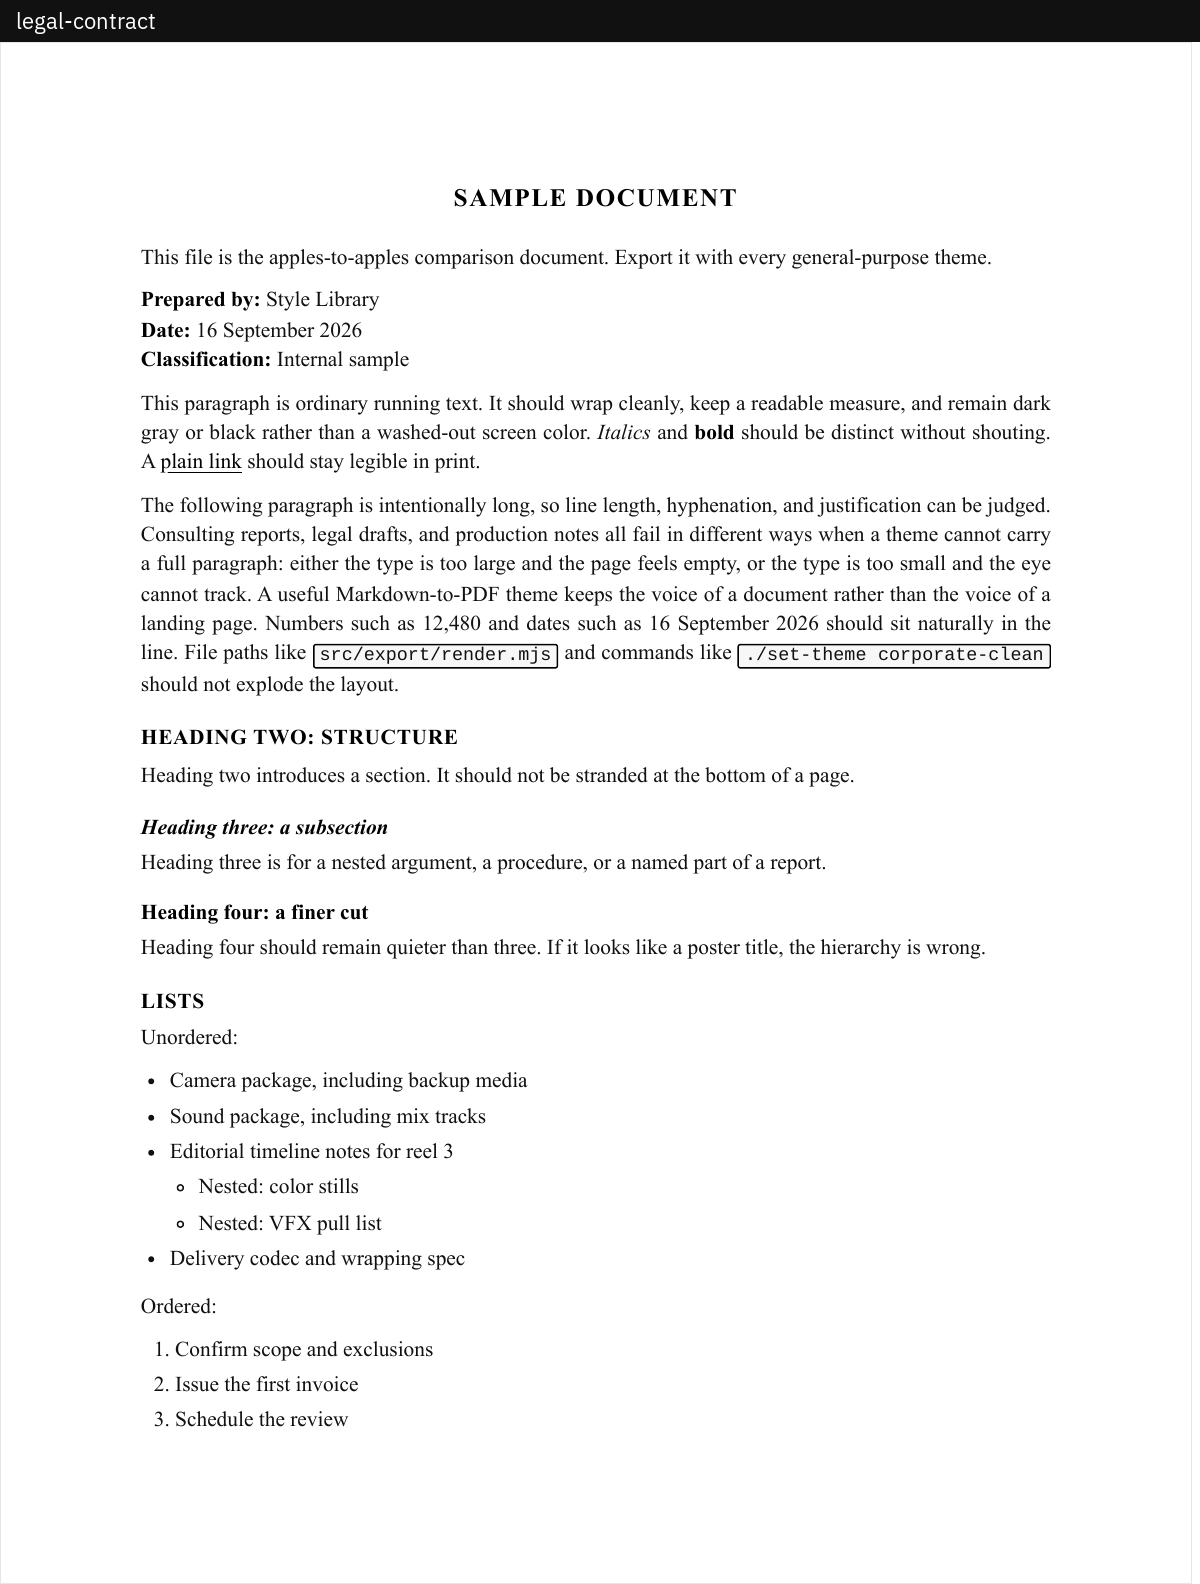 legal-contract
SAMPLE DOCUMENT
This file is the apples-to-apples comparison document. Export it with every general-purpose theme.
Prepared by: Style Library
Date: 16 September 2026
Classification: Internal sample
This paragraph is ordinary running text. It should wrap cleanly, keep a readable measure, and remain dark
gray or black rather than a washed-out screen color. Italics and bold should be distinct without shouting.
A plain link should stay legible in print.
The following paragraph is intentionally long, so line length, hyphenation, and justification can be judged.
Consulting reports, legal drafts, and production notes all fail in different ways when a theme cannot carry
a full paragraph: either the type is too large and the page feels empty, or the type is too small and the eye
cannot track. A useful Markdown-to-PDF theme keeps the voice of a document rather than the voice of a
landing page. Numbers such as 12,480 and dates such as 16 September 2026 should sit naturally in the
line. File paths like src/export/render.mjs and commands like ./set-theme corporate-clean
should not explode the layout.
HEADING TWO: STRUCTURE
Heading two introduces a section. It should not be stranded at the bottom of a page.
Heading three: a subsection
Heading three is for a nested argument, a procedure, or a named part of a report.
Heading four: a finer cut
Heading four should remain quieter than three. If it looks like a poster title, the hierarchy is wrong.
LISTS
Unordered:
• Camera package, including backup media
• Sound package, including mix tracks
• Editorial timeline notes for reel 3
◦ Nested: color stills
◦ Nested: VFX pull list
• Delivery codec and wrapping spec
Ordered:
1. Confirm scope and exclusions
2. Issue the first invoice
3. Schedule the review